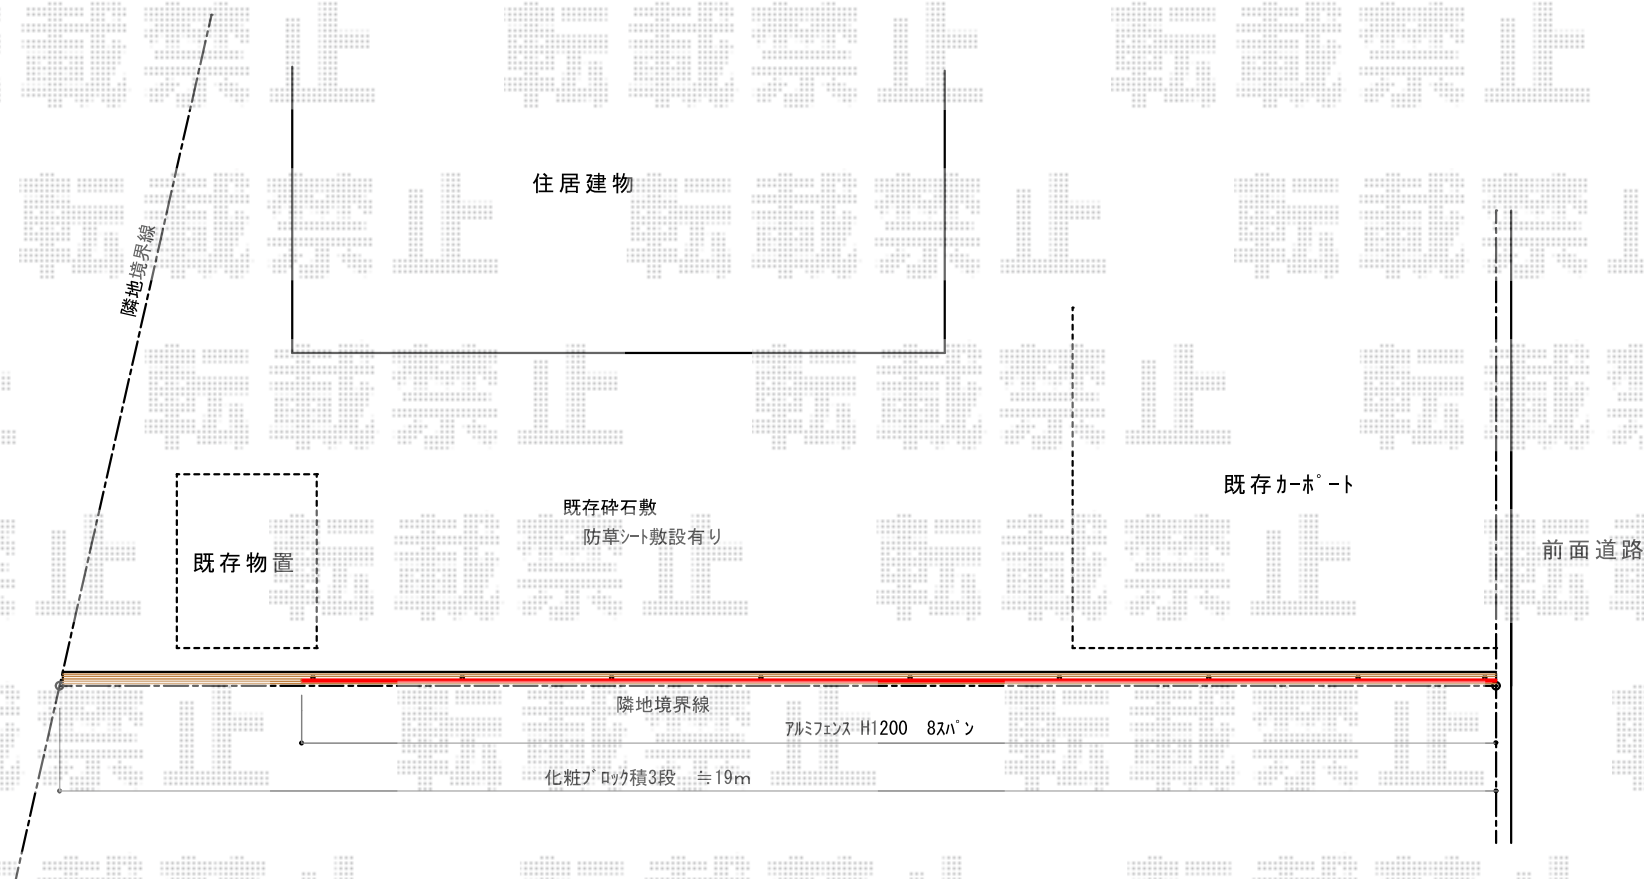 転載禁止
住居建物
隣地境界線
既存カーポート
既存砕石敷
防草シート敷設有り
前面道路
既存物置
隣地境界線
アルミフェンス H1200 8スパン
化粧ブロック積3段 ≒19m